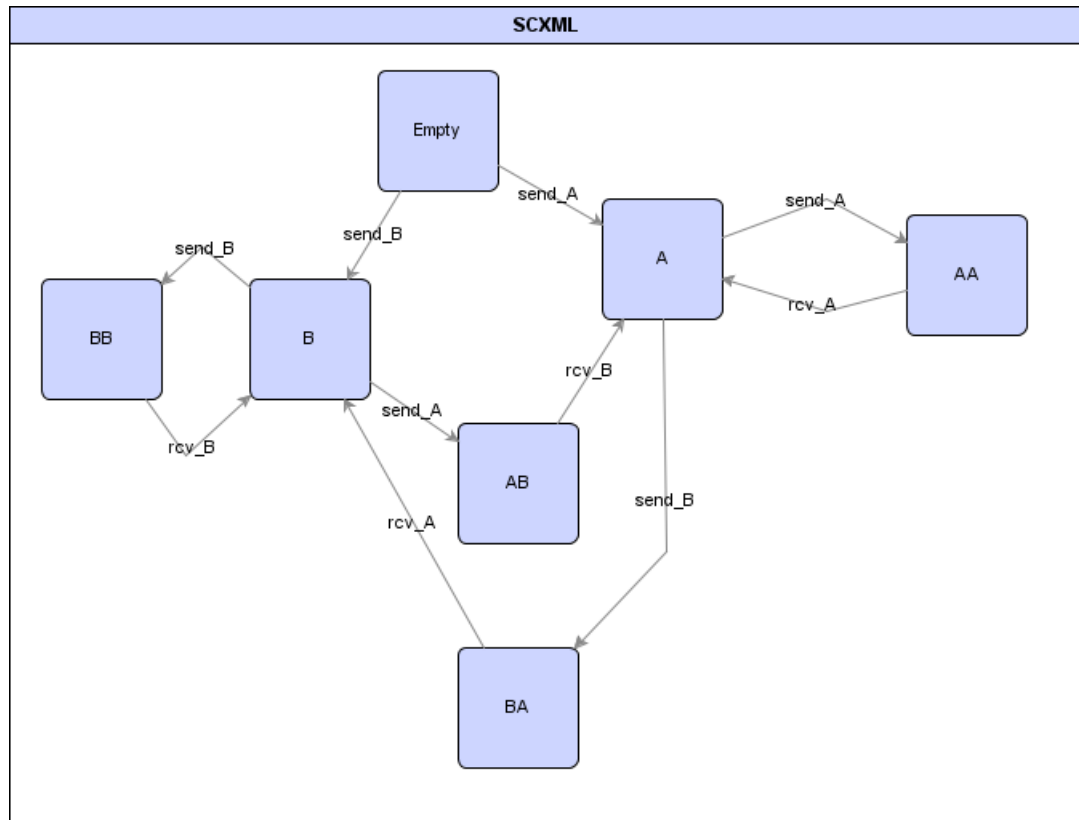 SCXML
Empty
send_A
send_A
send_B
send_B
A
AA
rcv_A
BB
B
rcv_B
send_A
rcv_B
AB
send_B
rcv_A
BA